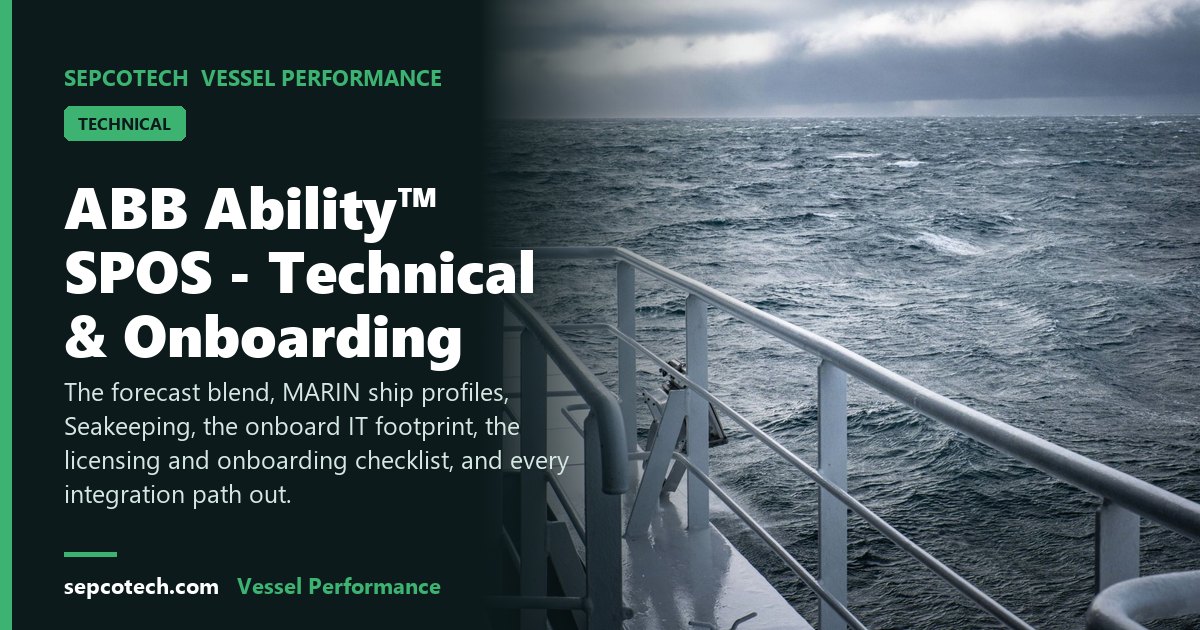 SEPCOTECH VESSEL PERFORMANCE
TECHNICAL
ABB Ability™
SPOS - Technical
& Onboarding
The forecast blend, MARIN ship profiles,
Seakeeping, the onboard IT footprint, the
licensing and onboarding checklist, and every
integration path out.
sepcotech.com Vessel Performance